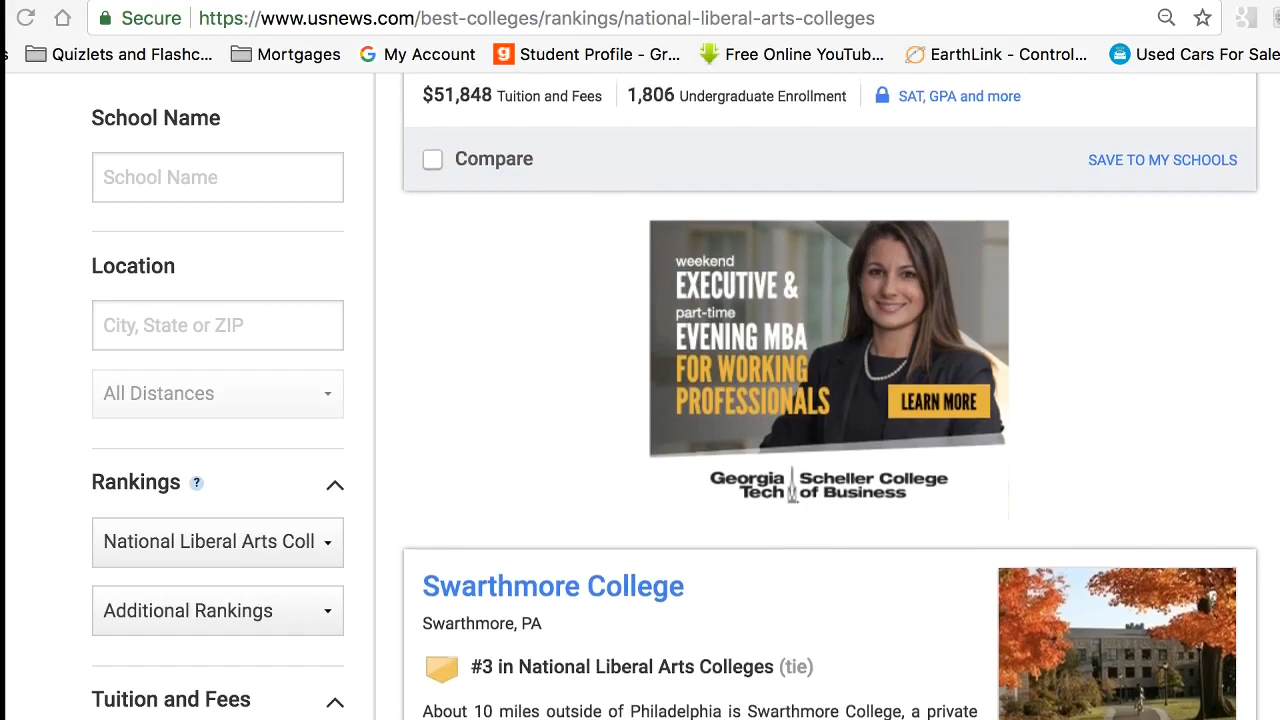 Secure https://www.usnews.com/best-colleges/rankings/national-liberal-arts-colleges
s Quizlets and Flashc... Mortgages My Account Student Profile - Gr... Free Online YouTub... EarthLink - Control... Used Cars For Sale
School Name
School Name
Location
City, State or ZIP
All Distances
Rankings ?
National Liberal Arts Coll
Additional Rankings
Tuition and Fees
$51,848 Tuition and Fees 1,806 Undergraduate Enrollment SAT, GPA and more
Compare SAVE TO MY SCHOOLS
weekend
EXECUTIVE &
part-time
EVENING MBA
FOR WORKING
PROFESSIONALS
LEARN MORE
Georgia Scheller College
Tech of Business
Swarthmore College
Swarthmore, PA
#3 in National Liberal Arts Colleges (tie)
About 10 miles outside of Philadelphia is Swarthmore College, a private